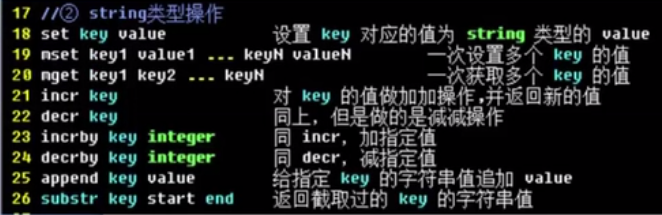 17 //② string类型操作
18 set key value 设置 key 对应的值为 string 类型的 value
19 mset key1 value1 ... keyN valueN 一次设置多个 key 的值
20 mget key1 key2 ... keyN 一次获取多个 key 的值
21 incr key 对 key 的值做加加操作,并返回新的值
22 decr key 同上，但是做的是减减操作
23 incrby key integer 同 incr，加指定值
24 decrby key integer 同 decr，减指定值
25 append key value 给指定 key 的字符串值追加 value
26 substr key start end 返回截取过的 key 的字符串值